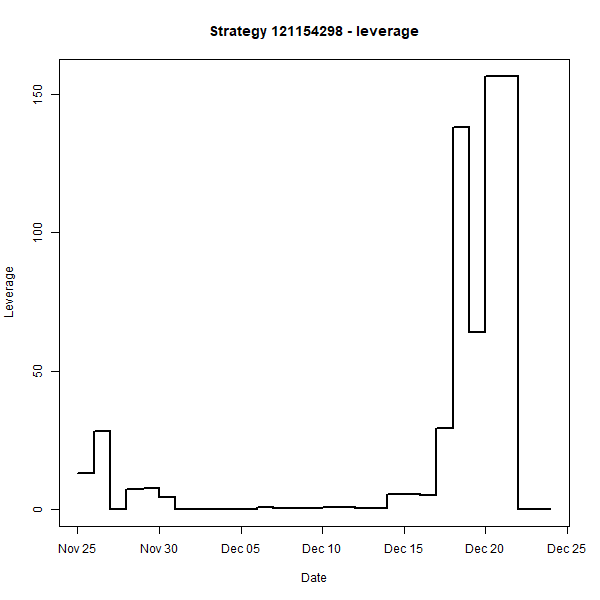 Strategy 121154298 - leverage
Leverage
150
100
50
0
Nov 25 Nov 30 Dec 05 Dec 10 Dec 15 Dec 20 Dec 25
Date